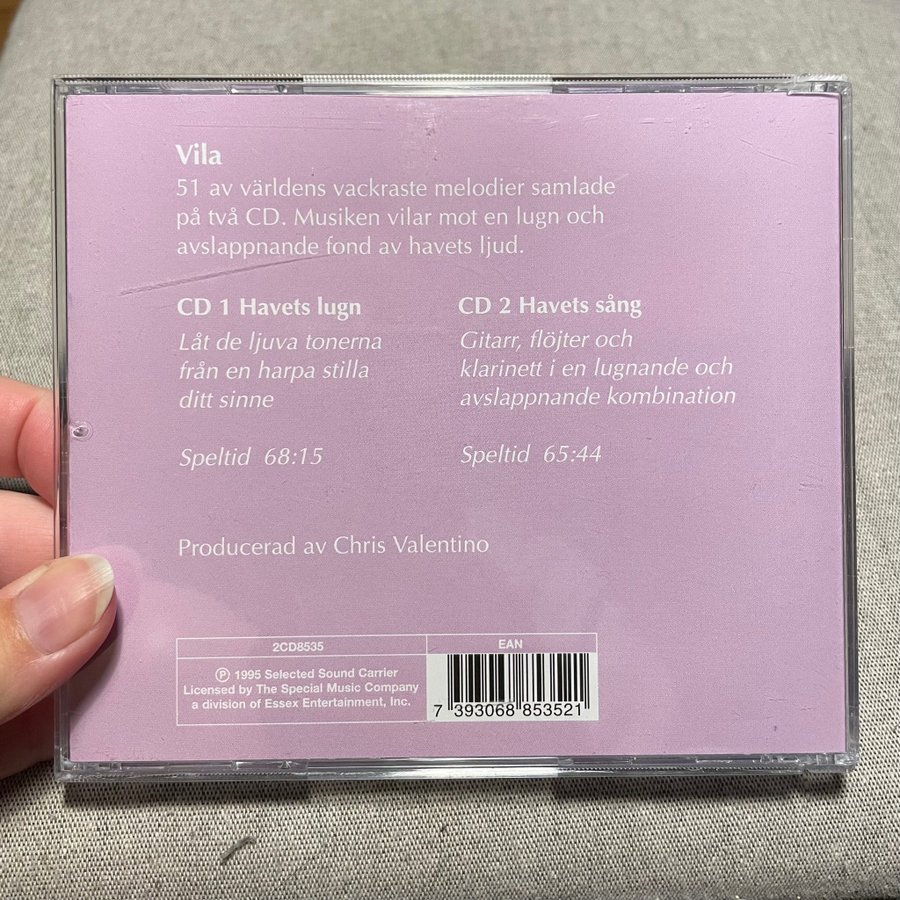 Vila
51 av världens vackraste melodier samlade
på två CD. Musiken vilar mot en lugn och
avslappnande fond av havets ljud.
CD 1 Havets lugn
Låt de ljuva tonerna
från en harpa stilla
ditt sinne
Speltid 68:15
CD 2 Havets sång
Gitarr, flöjter och
klarinett i en lugnande och
avslappnande kombination
Speltid 65:44
Producerad av Chris Valentino
2CD8535
℗ 1995 Selected Sound Carrier
Licensed by The Special Music Company
a division of Essex Entertainment, Inc.
EAN
7 393068 853521